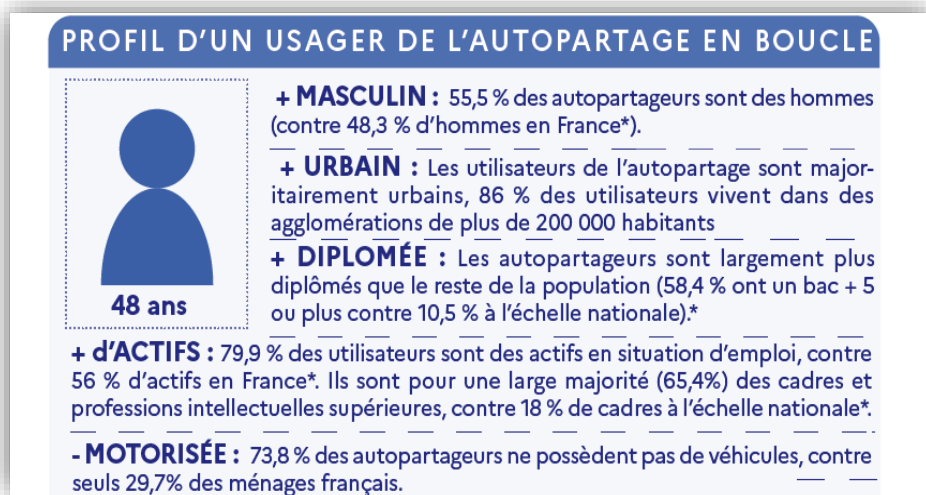 PROFIL D'UN USAGER DE L'AUTOPARTAGE EN BOUCLE
48 ans
+ MASCULIN : 55,5 % des autopartageurs sont des hommes
(contre 48,3 % d'hommes en France*).
+ URBAIN : Les utilisateurs de l'autopartage sont major-
itairement urbains, 86 % des utilisateurs vivent dans des
agglomérations de plus de 200 000 habitants
+ DIPLOMÉE : Les autopartageurs sont largement plus
diplômés que le reste de la population (58,4 % ont un bac + 5
ou plus contre 10,5 % à l'échelle nationale).*
+ d'ACTIFS : 79,9 % des utilisateurs sont des actifs en situation d'emploi, contre
56 % d'actifs en France*. Ils sont pour une large majorité (65,4%) des cadres et
professions intellectuelles supérieures, contre 18 % de cadres à l'échelle nationale*.
- MOTORISÉE : 73,8 % des autopartageurs ne possèdent pas de véhicules, contre
seuls 29,7% des ménages français.